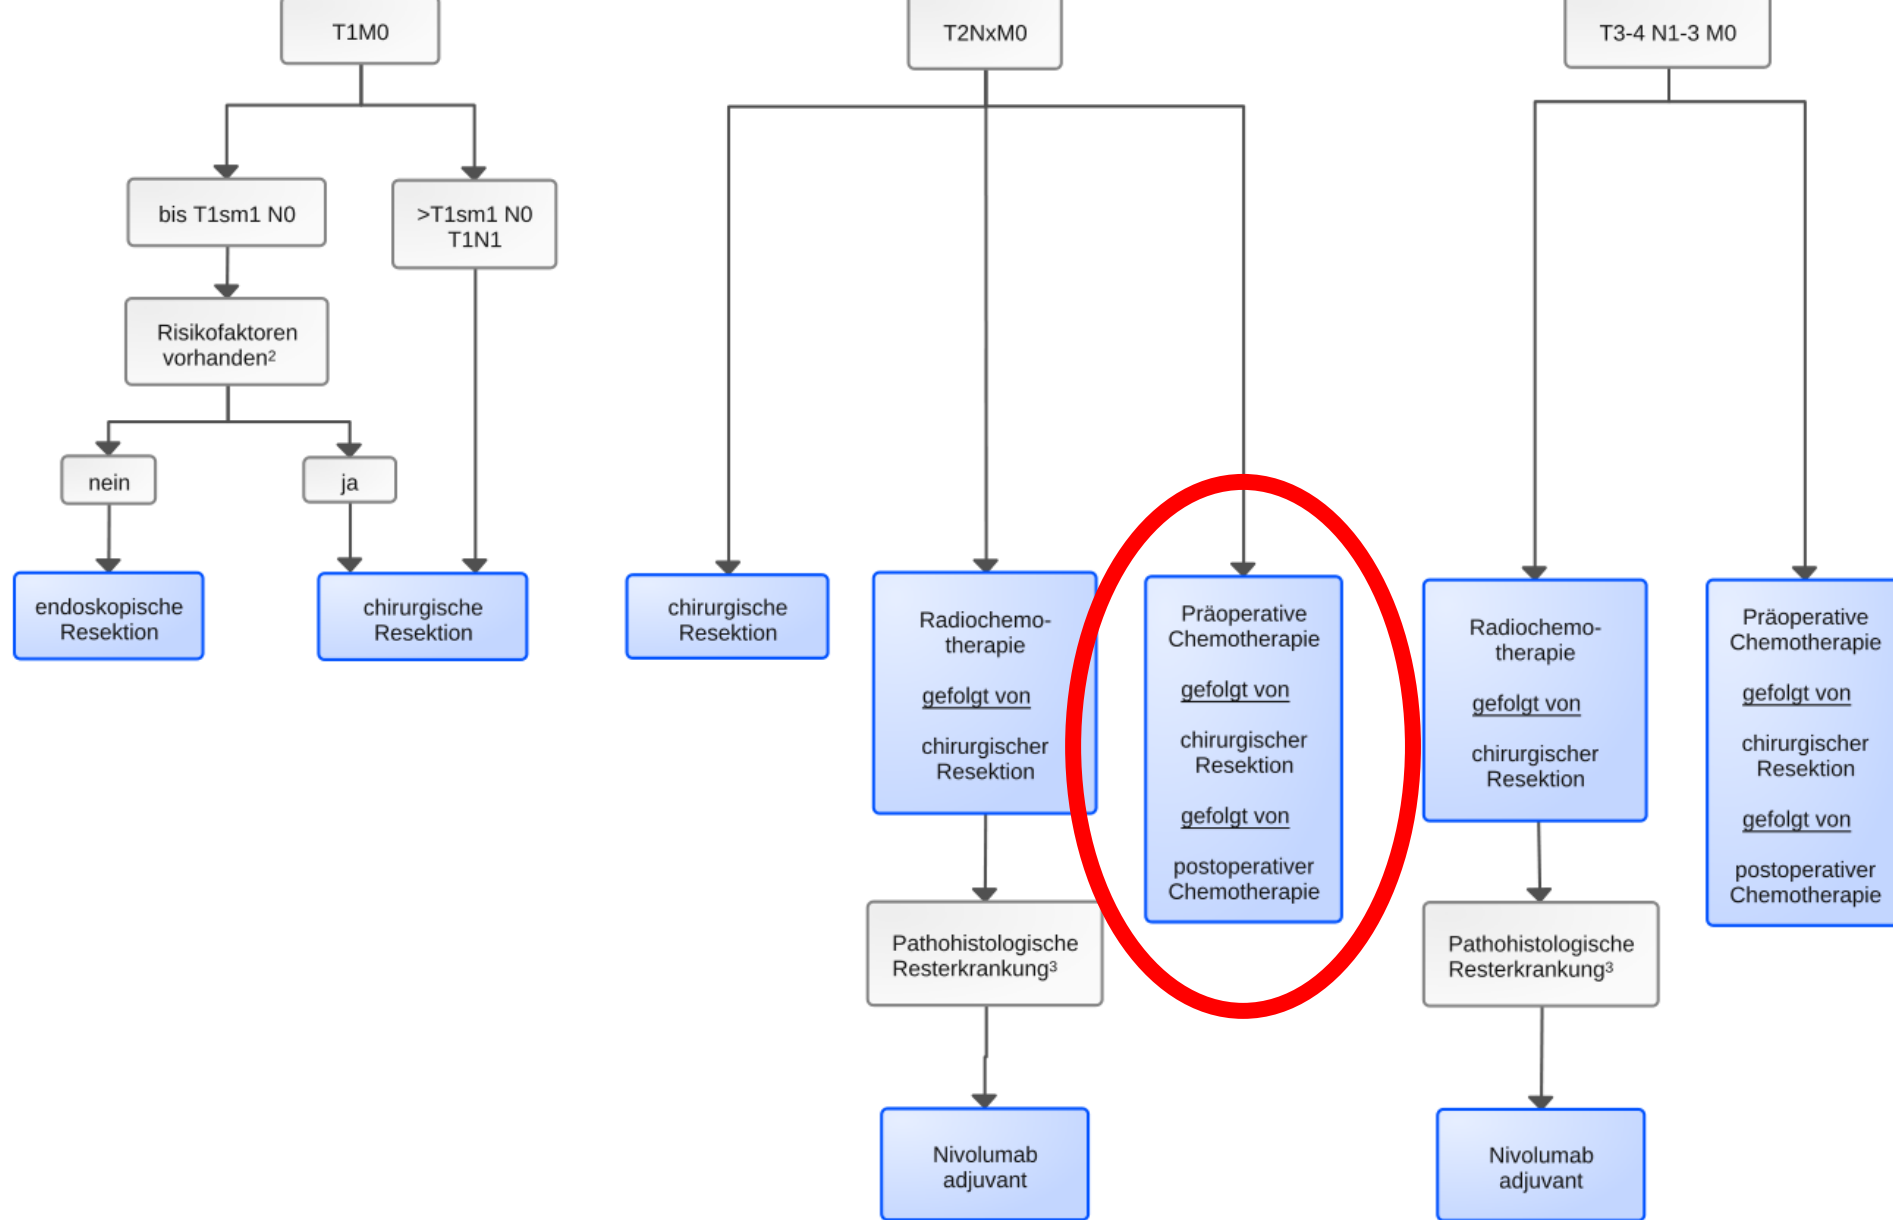 T1M0
T2NxM0
T3-4 N1-3 M0
bis T1sm1 N0
>T1sm1 N0
T1N1
Risikofaktoren
vorhanden²
nein
ja
endoskopische
Resektion
chirurgische
Resektion
chirurgische
Resektion
Radiochemo-
therapie
gefolgt von
chirurgischer
Resektion
Präoperative
Chemotherapie
gefolgt von
chirurgischer
Resektion
gefolgt von
postoperativer
Chemotherapie
Radiochemo-
therapie
gefolgt von
chirurgischer
Resektion
Präoperative
Chemotherapie
gefolgt von
chirurgischer
Resektion
gefolgt von
postoperativer
Chemotherapie
Pathohistologische
Resterkrankung³
Pathohistologische
Resterkrankung³
Nivolumab
adjuvant
Nivolumab
adjuvant